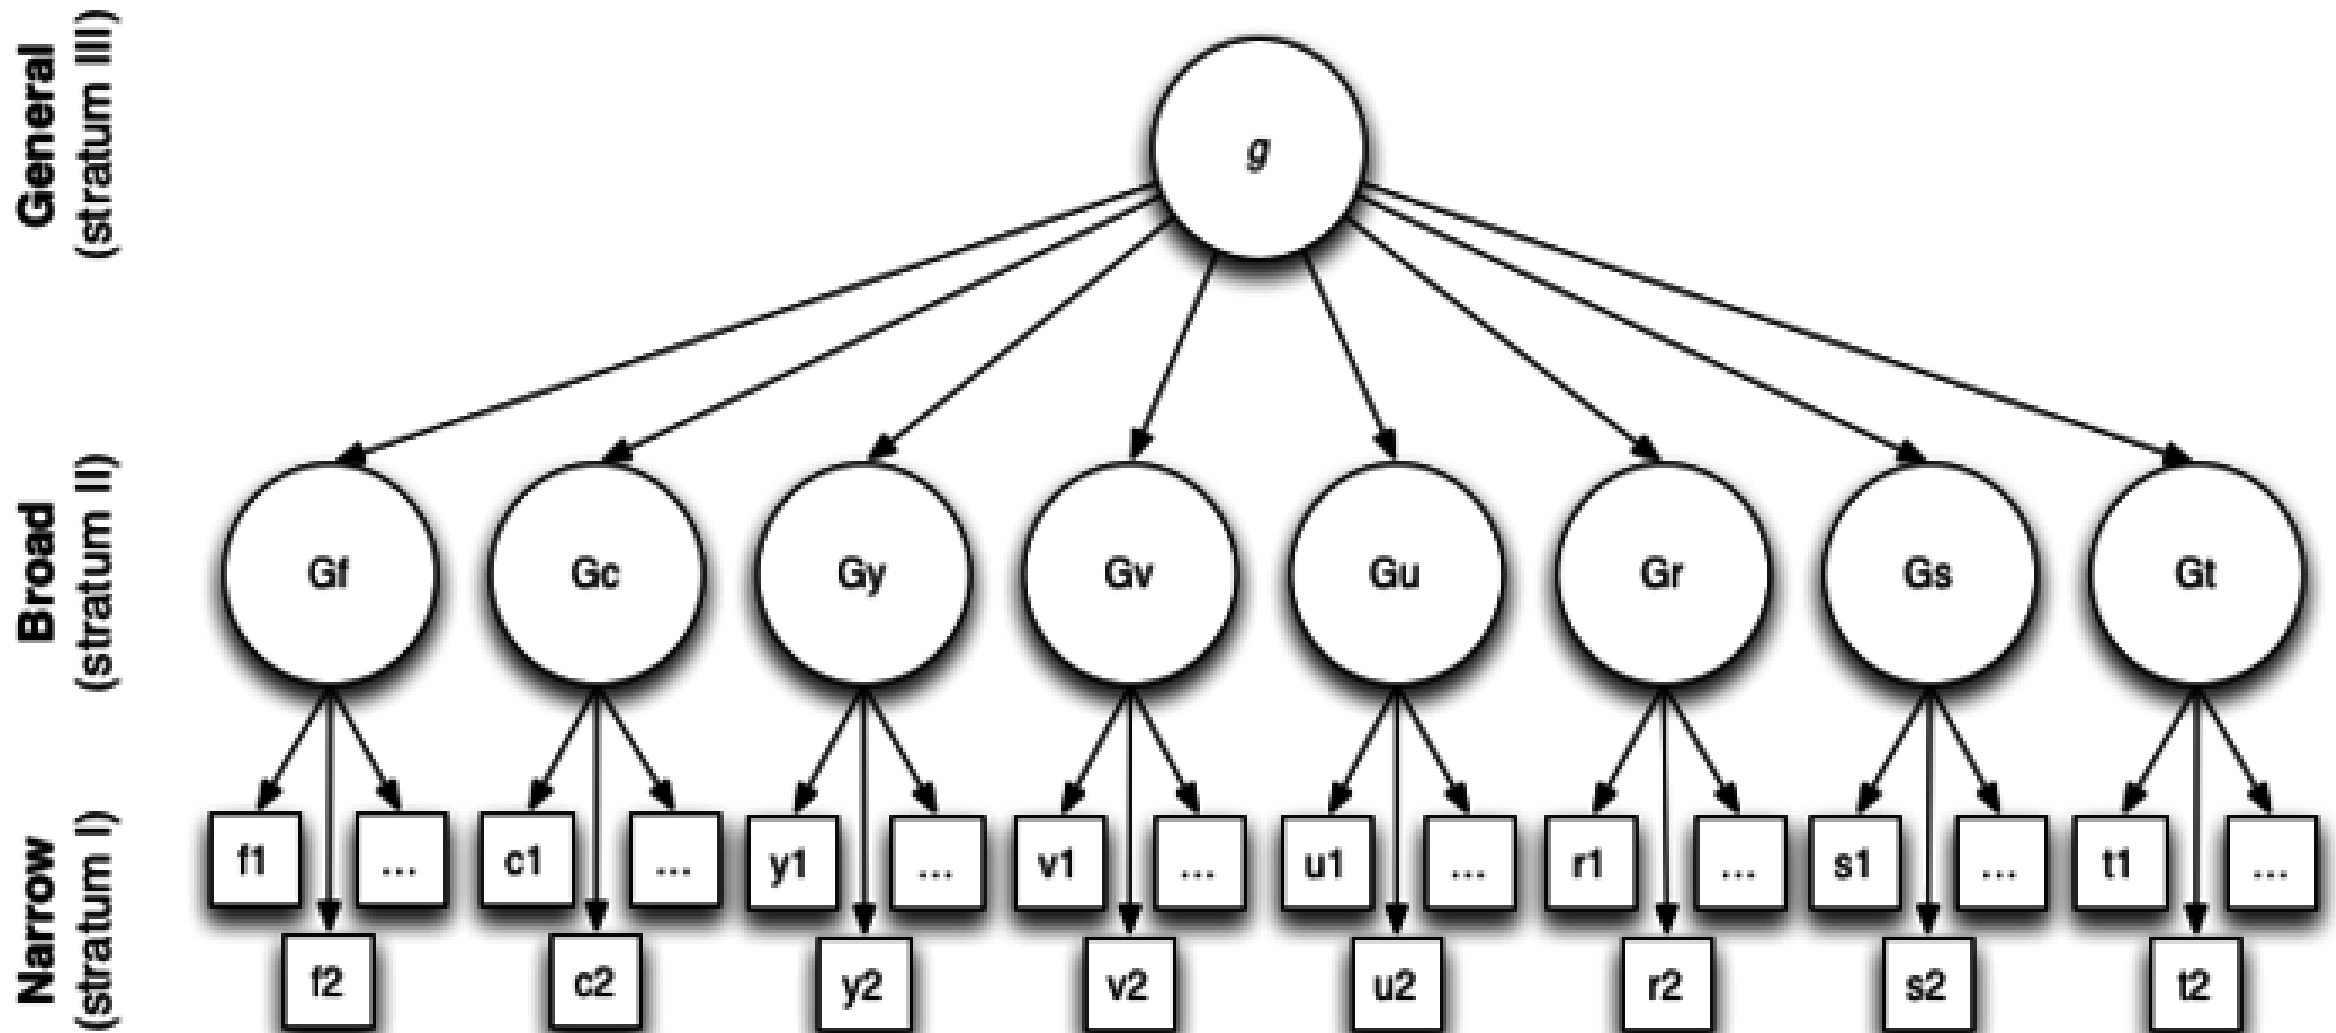 General
(stratum III)
g
Broad
(stratum II)
Gf
Gc
Gy
Gv
Gu
Gr
Gs
Gt
Narrow
(stratum I)
f1
...
c1
...
y1
...
v1
...
u1
...
r1
...
s1
...
t1
...
f2
c2
y2
v2
u2
r2
s2
t2